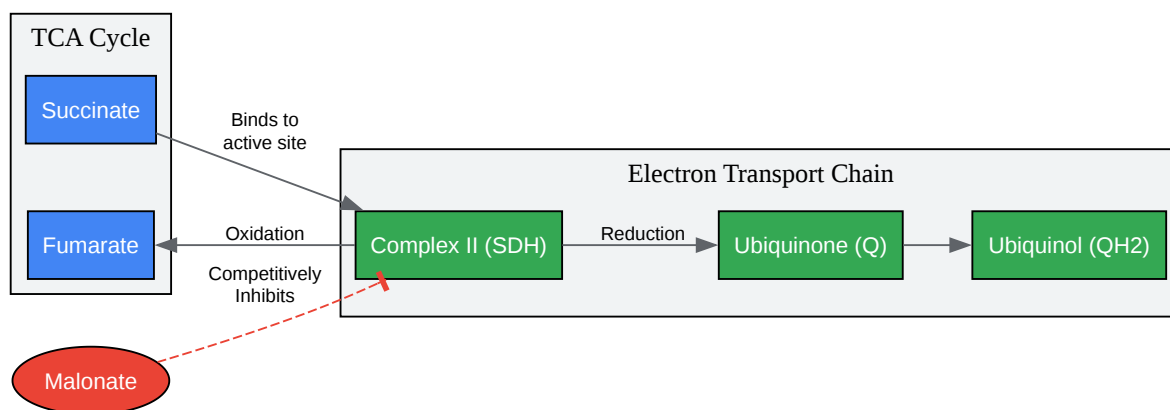 TCA Cycle
Succinate
Binds to
active site
Electron Transport Chain
Fumarate
Oxidation
Complex II (SDH)
Reduction
Ubiquinone (Q)
Ubiquinol (QH2)
Competitively
Inhibits
Malonate